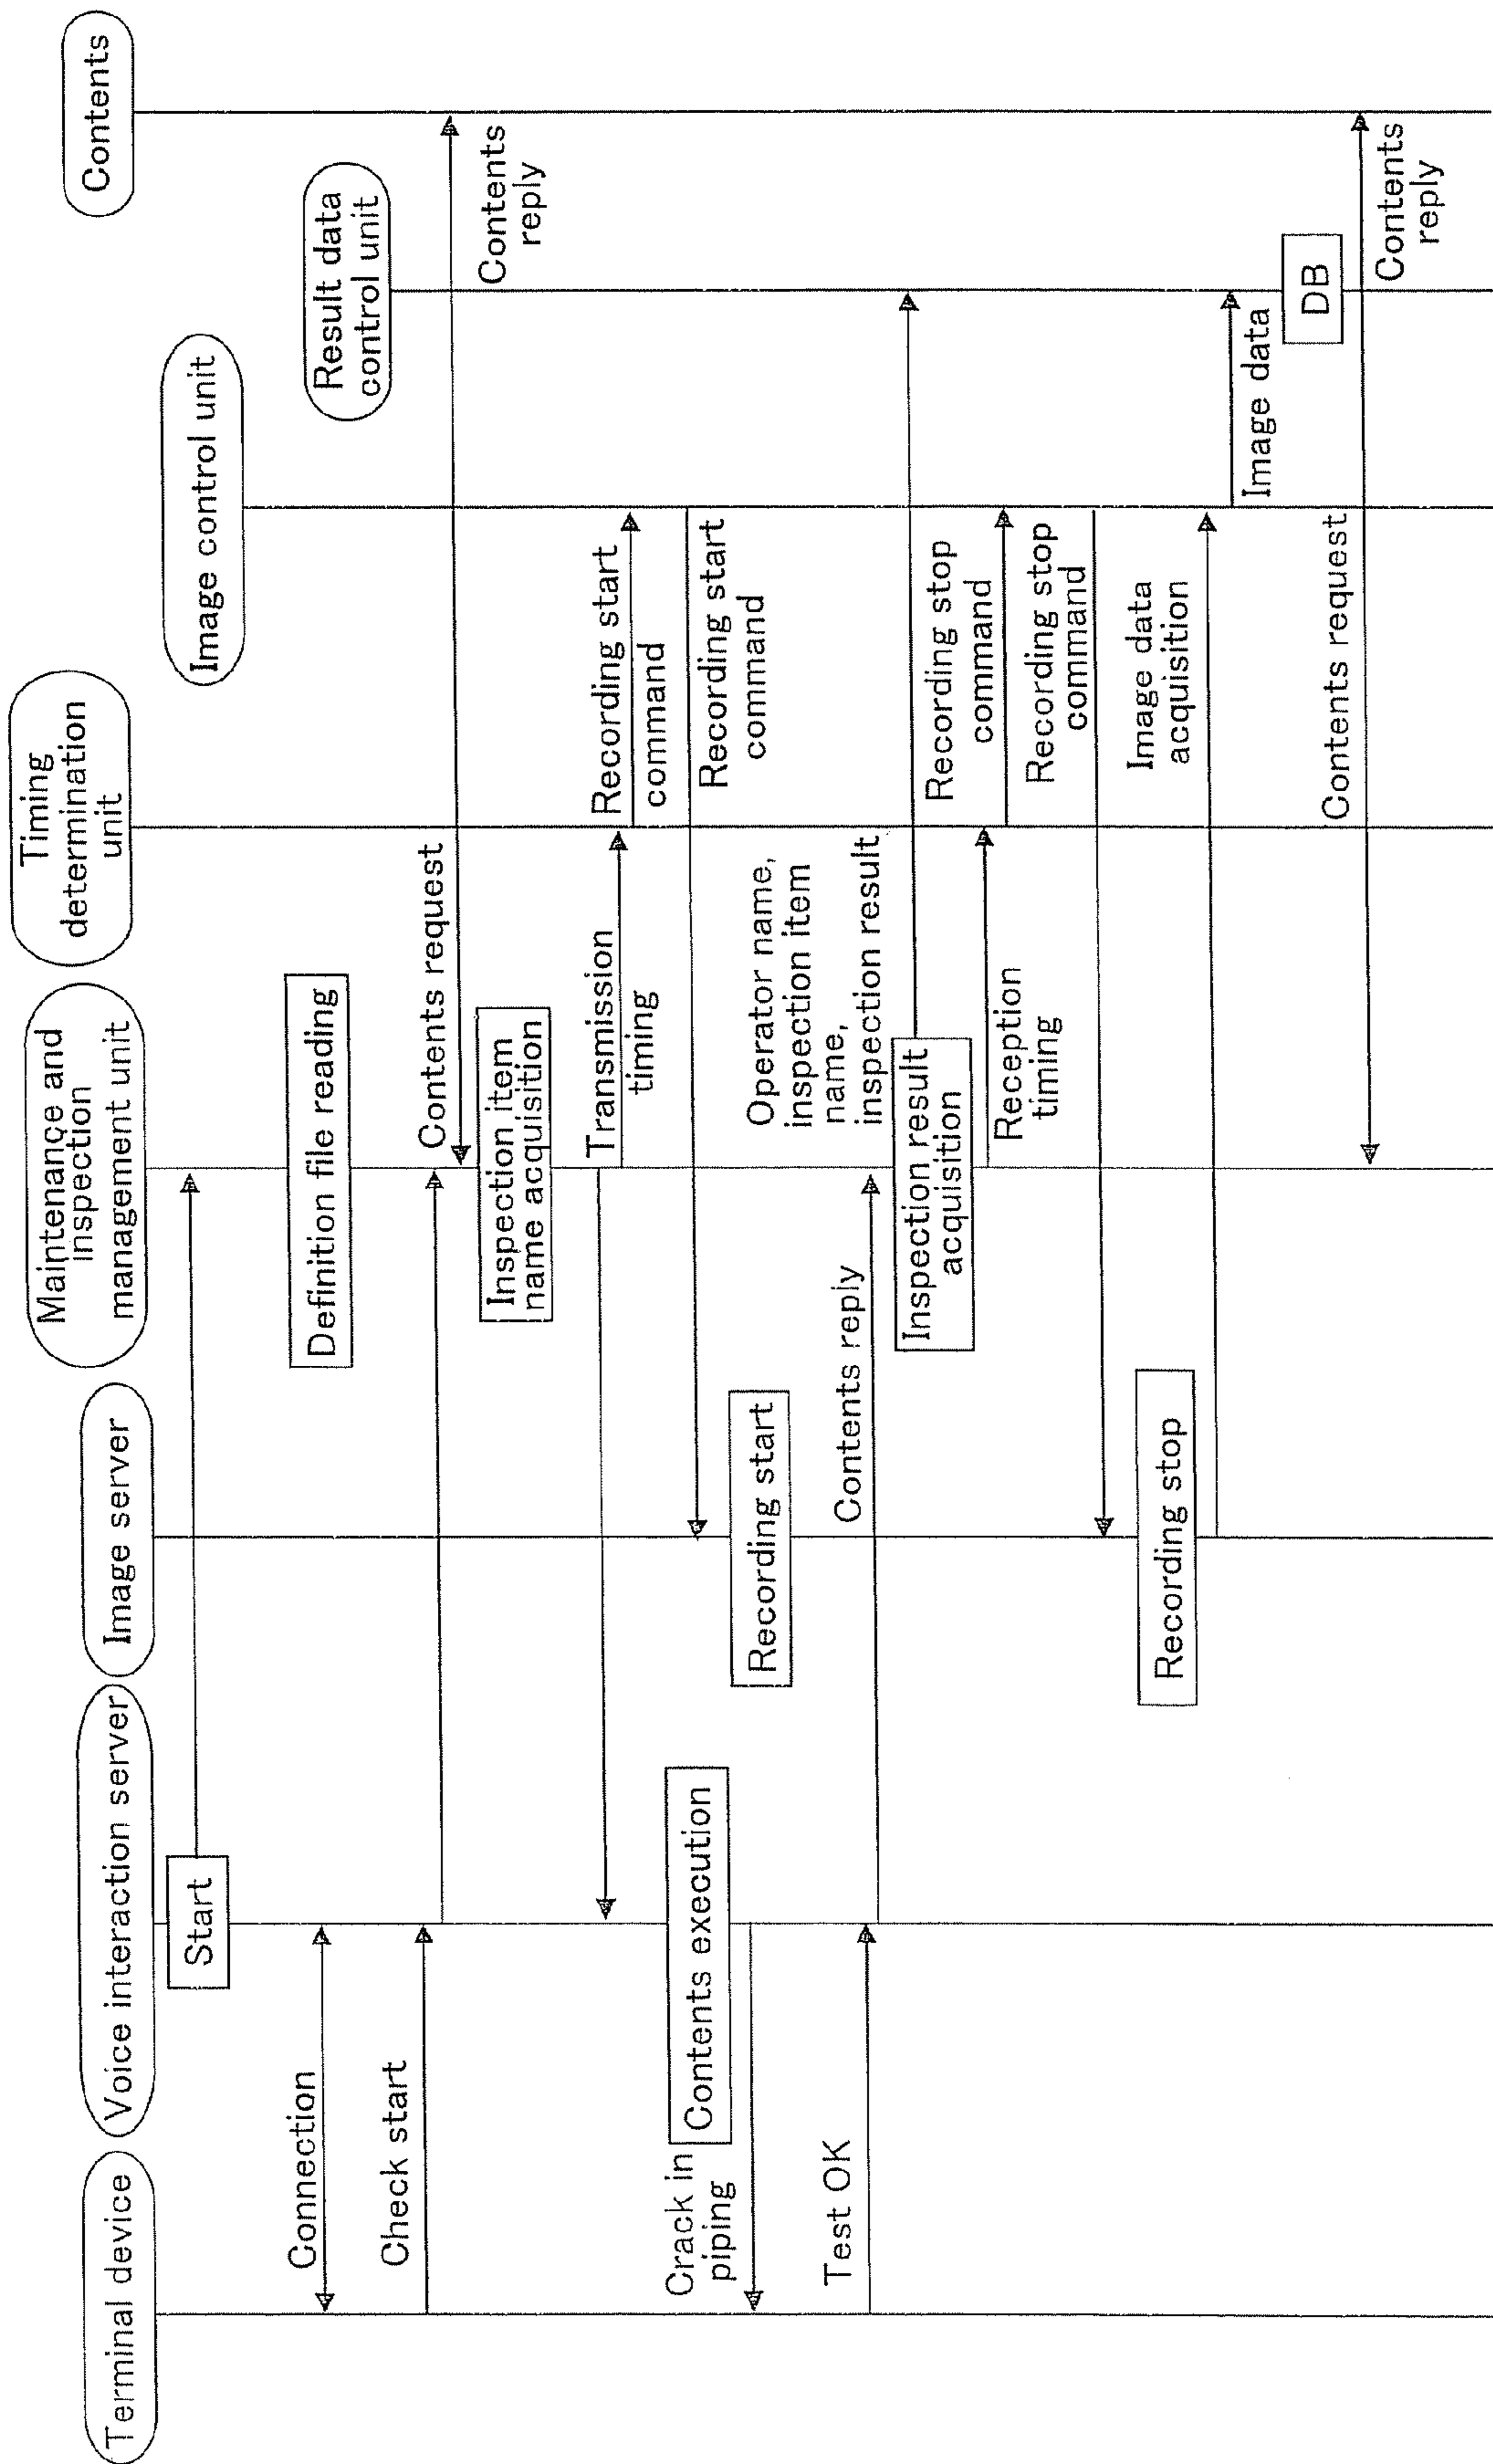 Terminal device
Voice interaction server
Image server
Maintenance and
inspection
management unit
Timing
determination
unit
Image control unit
Result data
control unit
Contents
Start
Definition file reading
Connection
Check start
Contents request
Contents
reply
Inspection item
name acquisition
Transmission
timing
Recording start
command
Recording start
command
Contents execution
Recording start
Crack in
piping
Operator name,
inspection item
name,
inspection result
Test OK
Contents reply
Inspection result
acquisition
Reception
timing
Recording stop
command
Recording stop
command
Recording stop
Image data
acquisition
Image data
DB
Contents request
Contents
reply